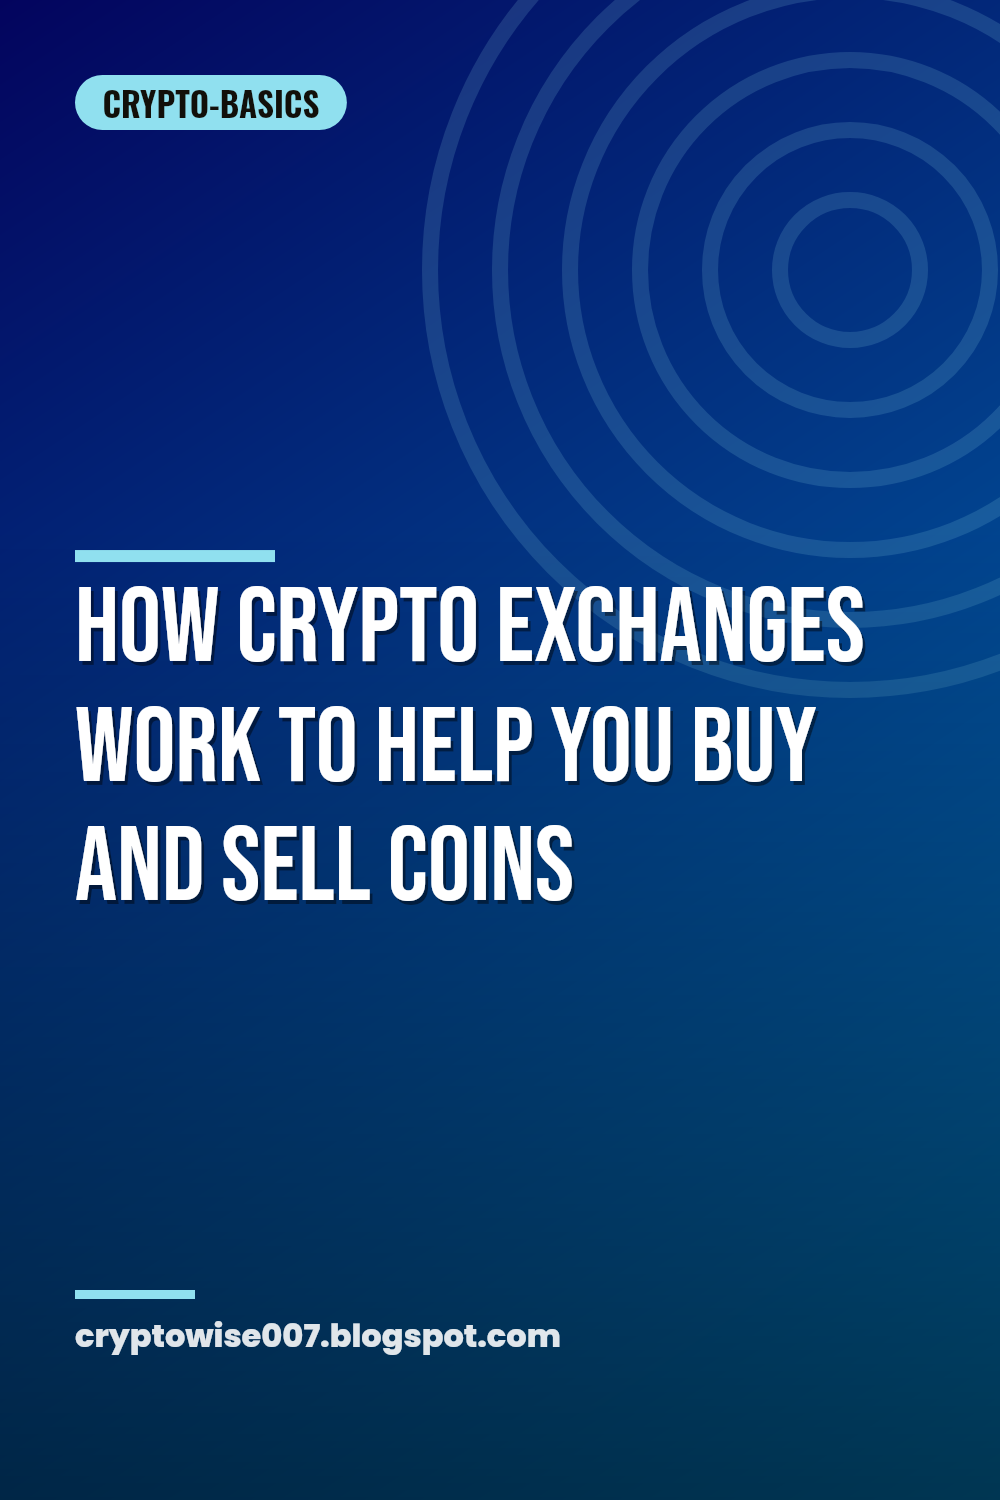 CRYPTO-BASICS
HOW CRYPTO EXCHANGES
WORK TO HELP YOU BUY
AND SELL COINS
cryptowise007.blogspot.com